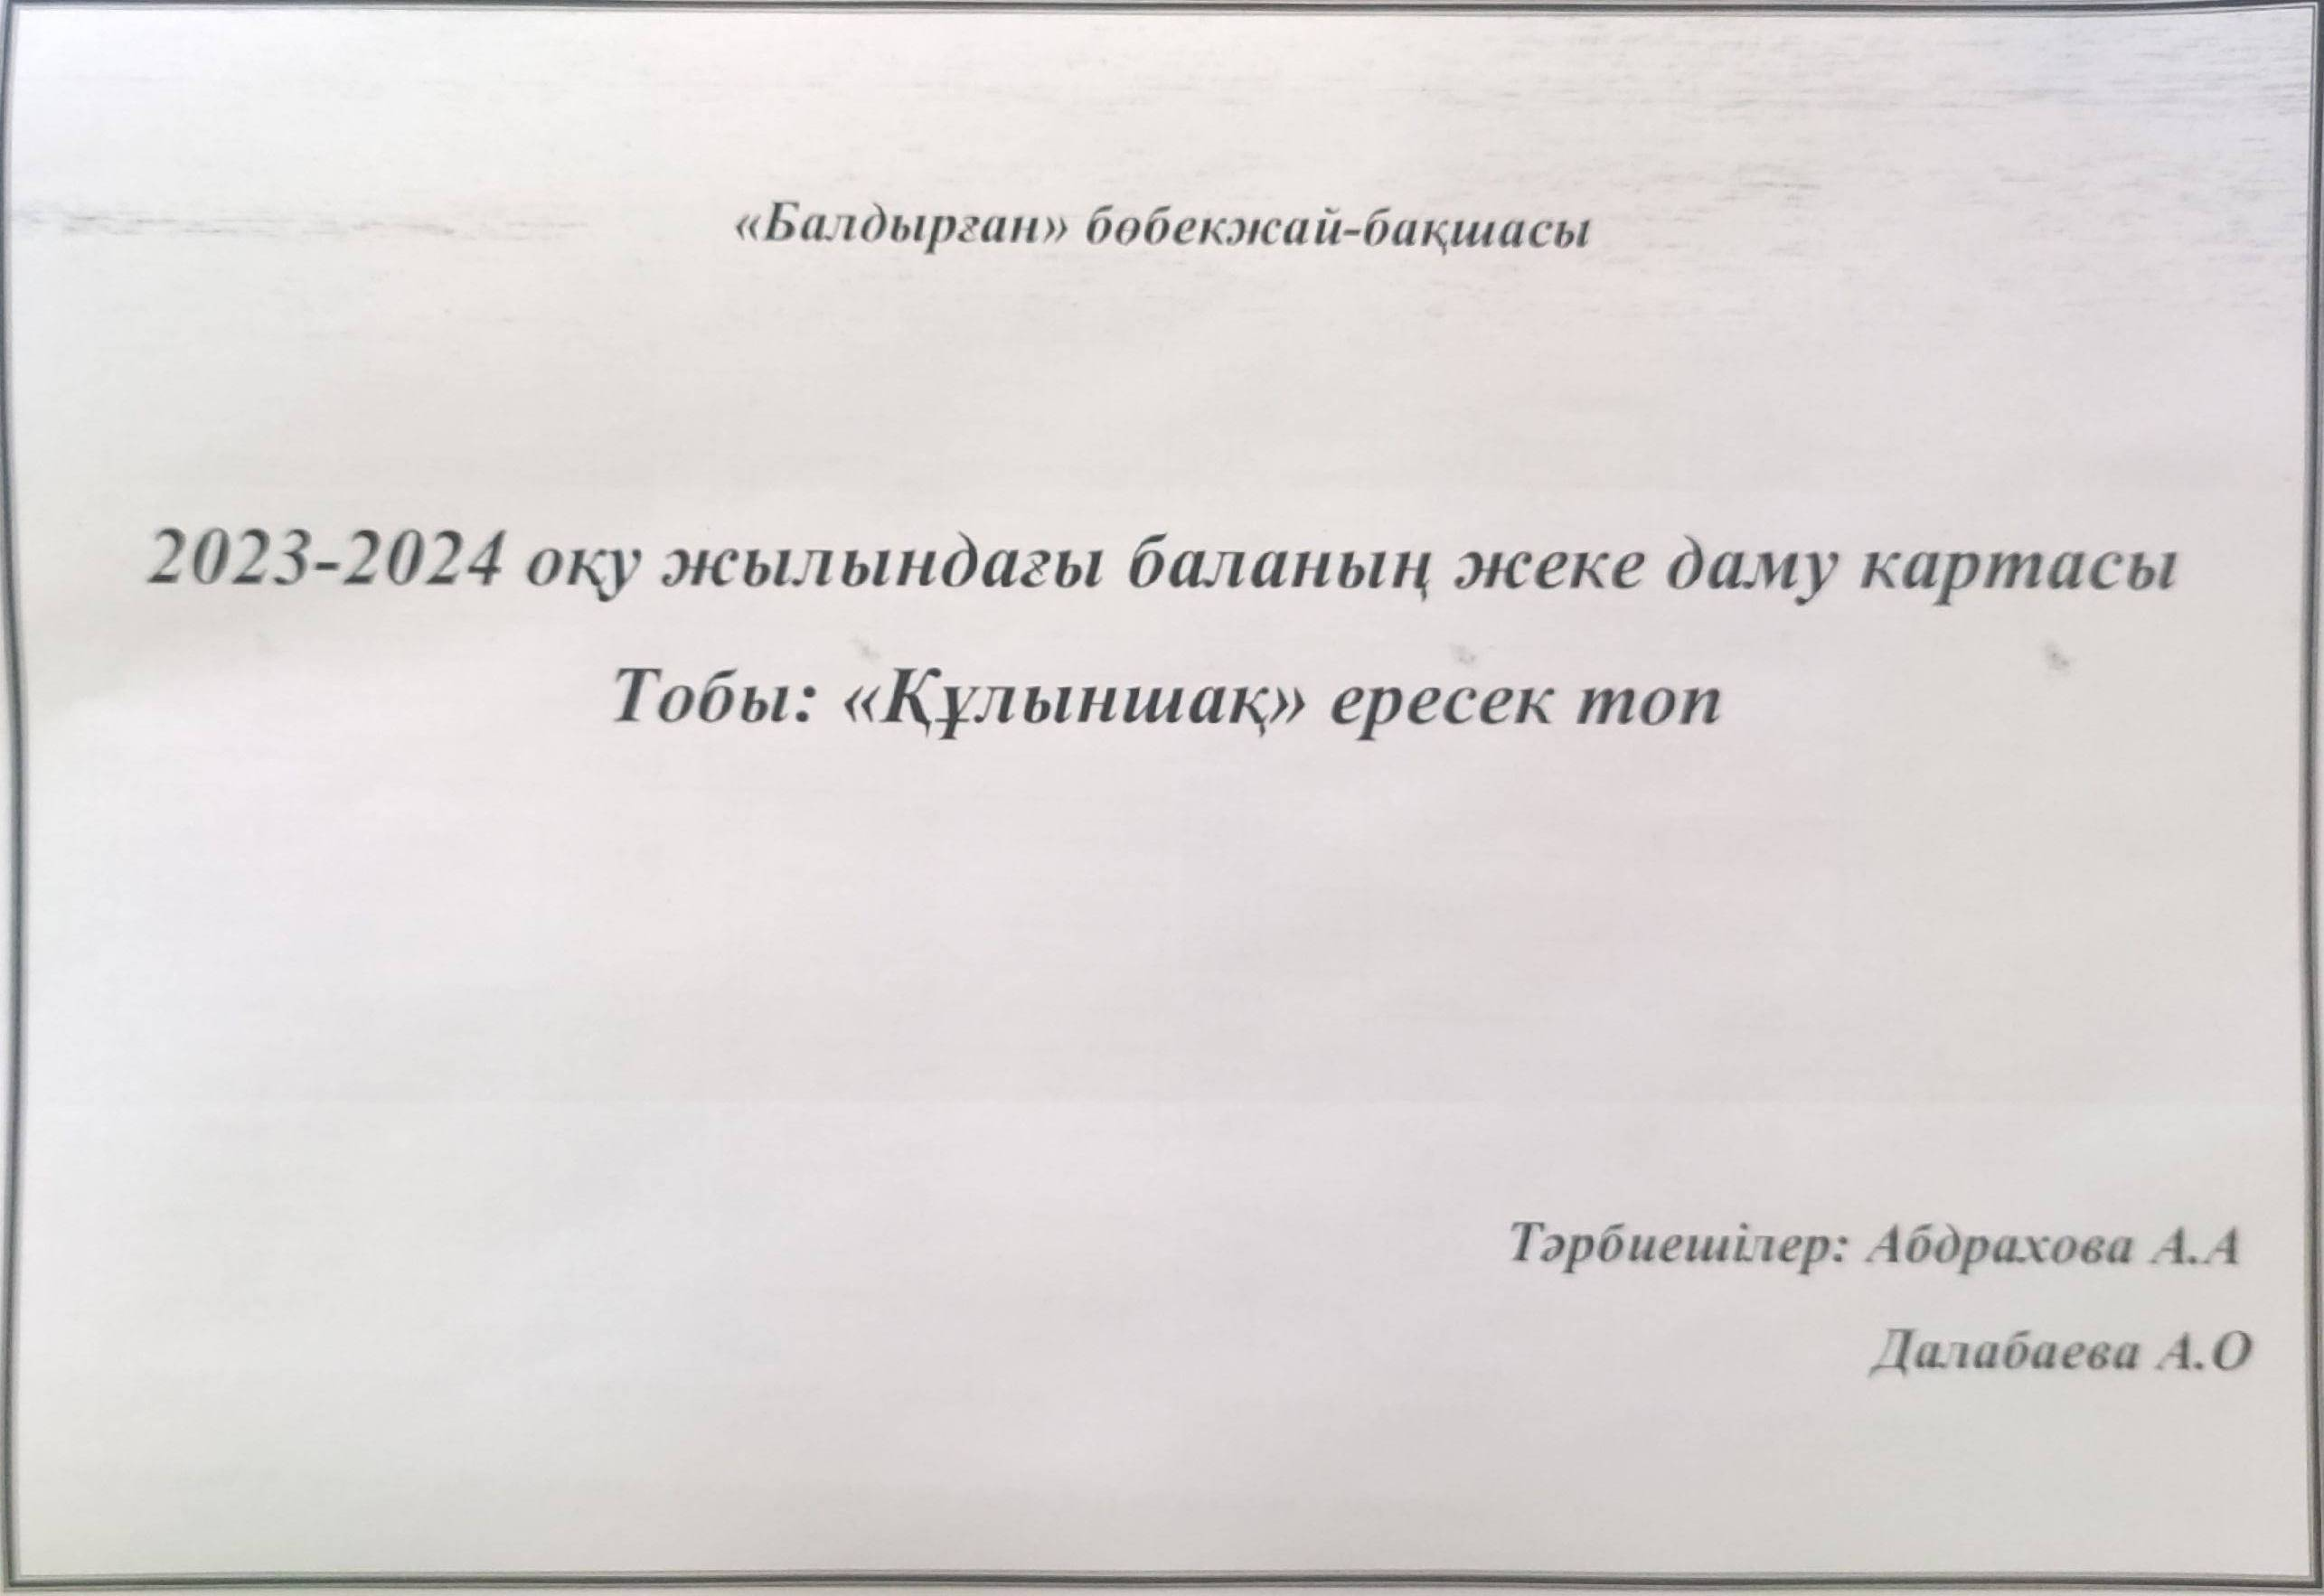 «Балдырған» бөбекжай-бақшасы
2023-2024 оқу жылындағы баланың жеке даму картасы
Тобы: «Құлыншақ» ересек топ
Тәрбиешілер: Абдрахова А.А
Далабаева А.О